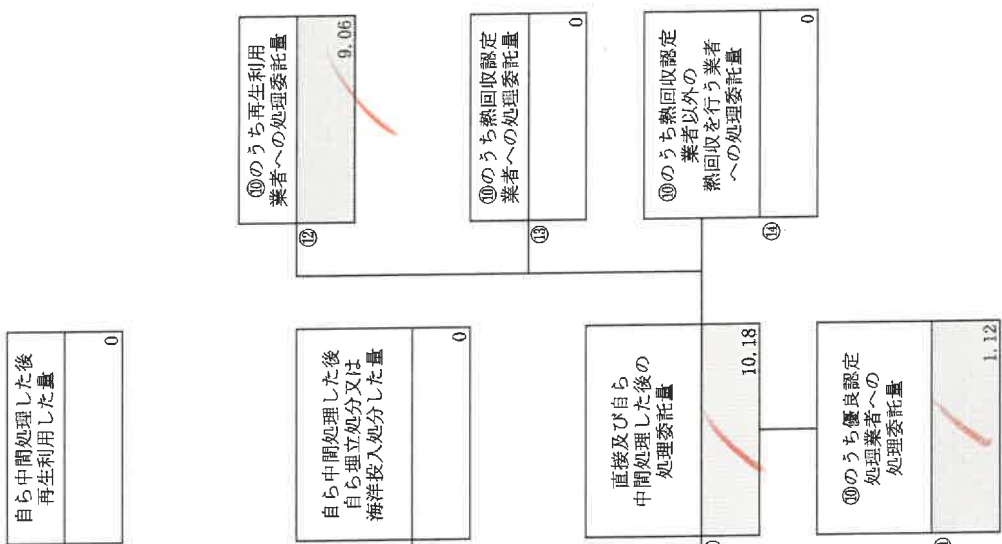 自ら中間処理した後
再生利用した量
0
自ら中間処理した後
自ら埋立処分又は
海洋投入処分した量
0
直接及び自ら
中間処理した後の
処理委託量
10.18
⑩のうち優良認定
処理業者への
処理委託量
1.12
⑫
⑩のうち再生利用
業者への処理委託量
9.06
⑬
⑩のうち熱回収認定
業者への処理委託量
0
⑭
⑩のうち熱回収認定
業者以外の
熱回収を行う業者
への処理委託量
0